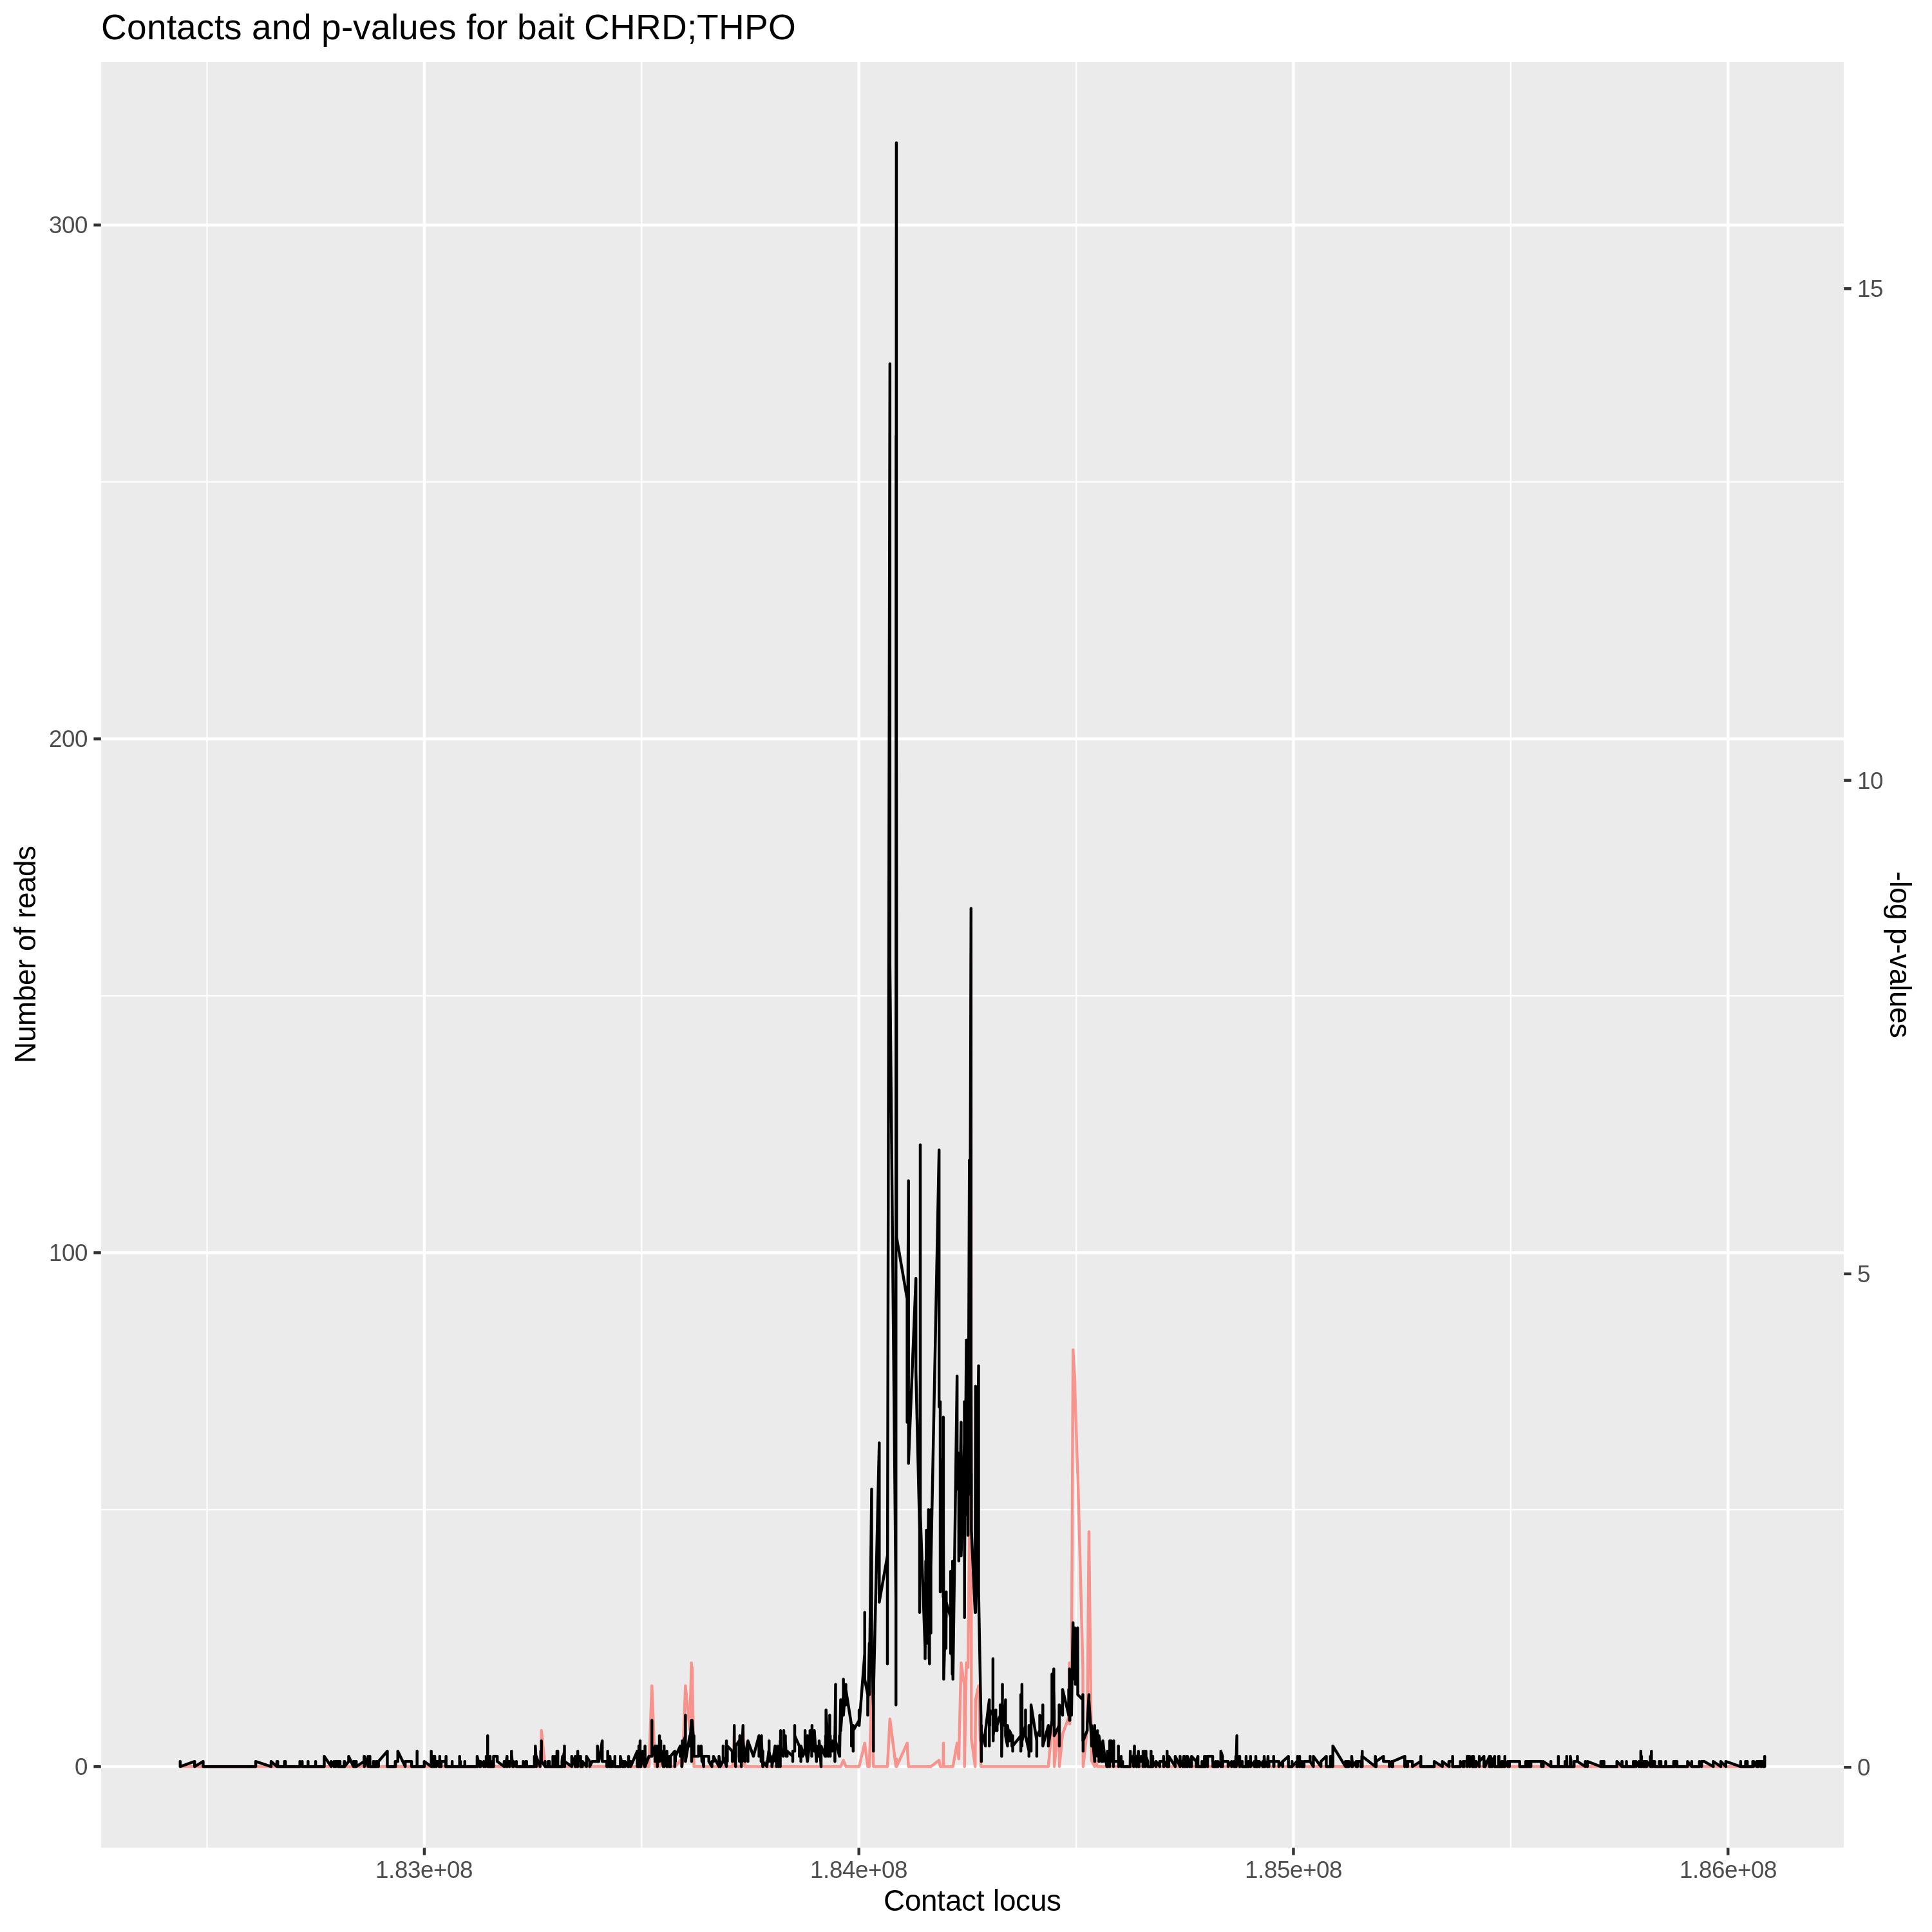 Contacts and p-values for bait CHRD;THPO
300
200
100
0
15
10
5
0
Number of reads
-log p-values
1.83e+08
1.84e+08
1.85e+08
1.86e+08
Contact locus